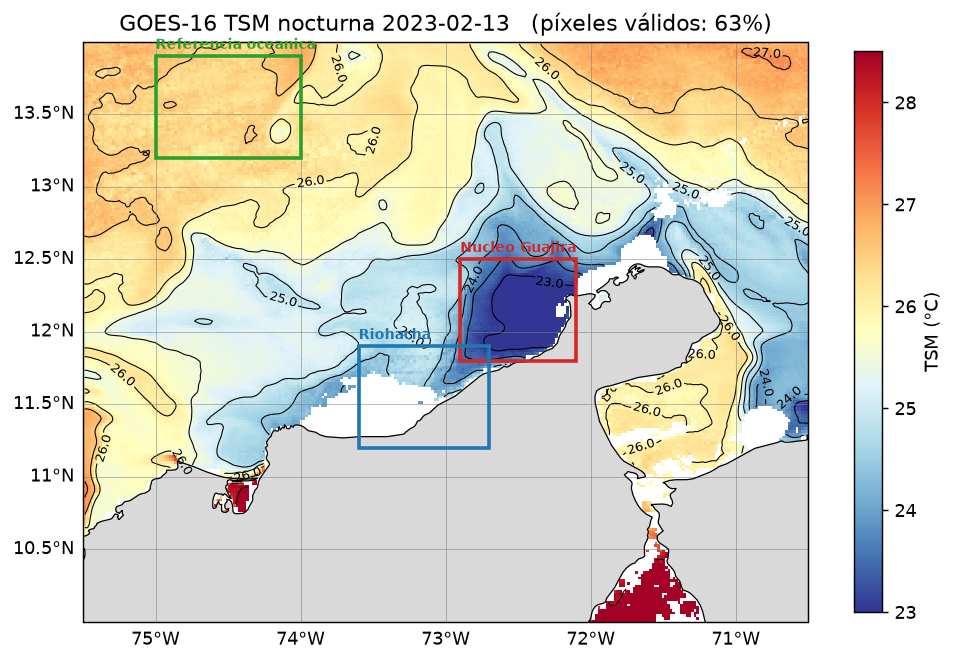 GOES-16 TSM nocturna 2023-02-13   (píxeles válidos: 63%)
Referencia oceanica
27.0
26.0
26.0
26.0
26.0
25.0
25.0
25.0
Nucleo Guajira
24.0
23.0
25.0
25.0
Riohacha
26.0
26.0
26.0
24.0
24.0
26.0
26.0
26.0
26.0
-26.0
26.0
13.5°N
13°N
12.5°N
12°N
11.5°N
11°N
10.5°N
75°W
74°W
73°W
72°W
71°W
28
27
26
25
24
23
TSM (°C)